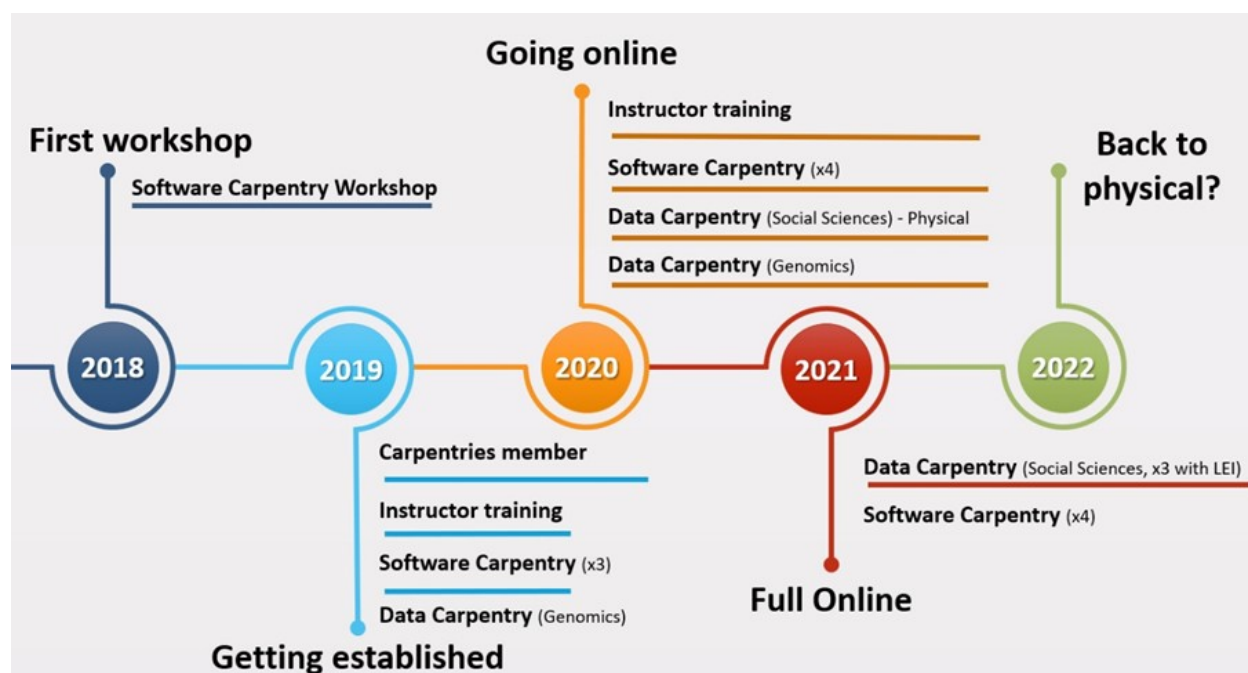 First workshop
Software Carpentry Workshop
2018
2019
Carpentries member
Instructor training
Software Carpentry (x3)
Data Carpentry (Genomics)
Getting established
Going online
Instructor training
Software Carpentry (x4)
Data Carpentry (Social Sciences) - Physical
Data Carpentry (Genomics)
2020
2021
Data Carpentry (Social Sciences, x3 with LEI)
Software Carpentry (x4)
Full Online
Back to
physical?
2022